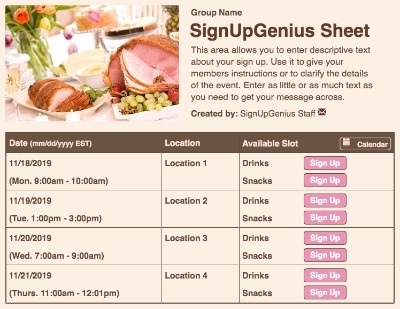 Group Name
SignUpGenius Sheet
This area allows you to enter descriptive text
about your sign up. Use it to give your
members instructions or to clarify the details
of the event. Enter as little or as much text as
you need to get your message across.
Created by: SignUpGenius Staff
Date (mm/dd/yyyy EST) Location Available Slot Calendar
11/18/2019 Location 1 Drinks Sign Up
(Mon. 9:00am - 10:00am) Snacks Sign Up
11/19/2019 Location 2 Drinks Sign Up
(Tue. 1:00pm - 3:00pm) Snacks Sign Up
11/20/2019 Location 3 Drinks Sign Up
(Wed. 7:00am - 9:00am) Snacks Sign Up
11/21/2019 Location 4 Drinks Sign Up
(Thurs. 11:00am - 12:01pm) Snacks Sign Up